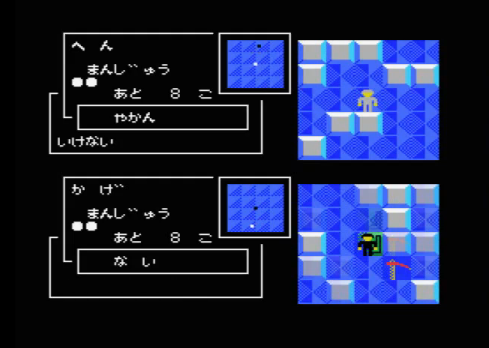 へん
まんじゅう
あと 8 こ
やかん
いけない
かげ
まんじゅう
あと 8 こ
ない